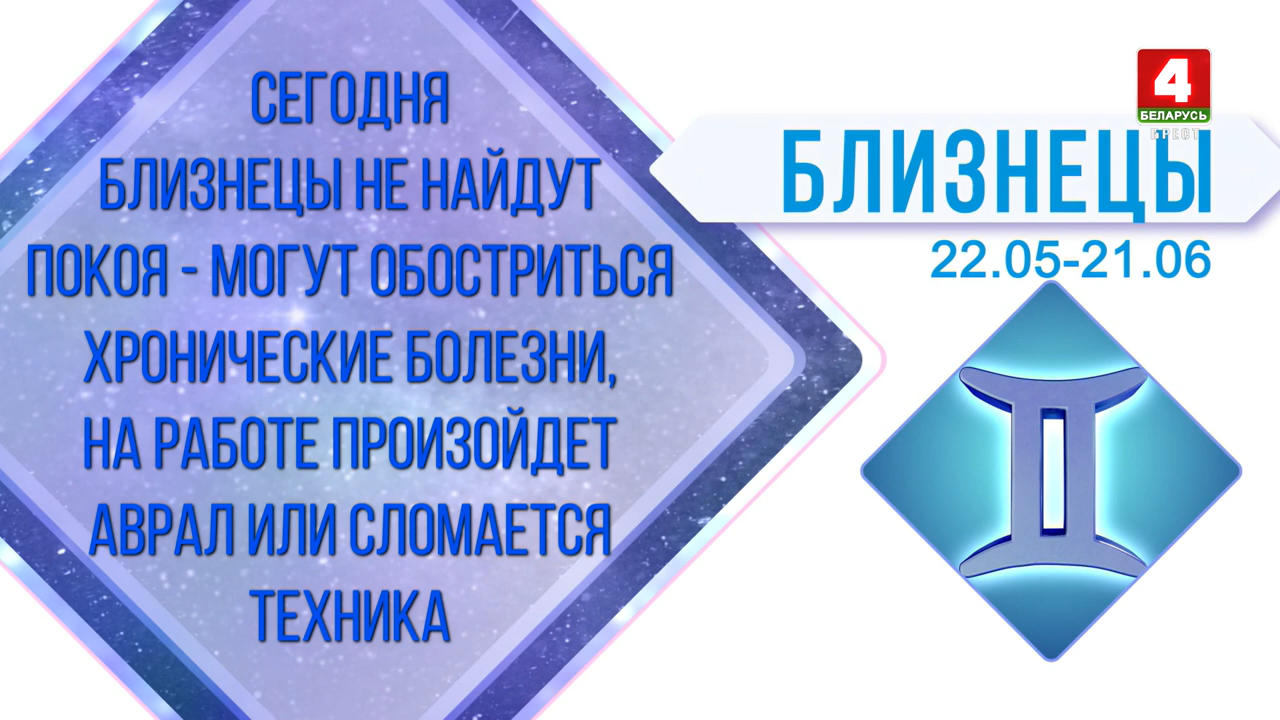 СЕГОДНЯ
БЛИЗНЕЦЫ НЕ НАЙДУТ
ПОКОЯ - МОГУТ ОБОСТРИТЬСЯ
ХРОНИЧЕСКИЕ БОЛЕЗНИ,
НА РАБОТЕ ПРОИЗОЙДЕТ
АВРАЛ ИЛИ СЛОМАЕТСЯ
ТЕХНИКА
4
БЕЛАРУСЬ
БРЕСТ
БЛИЗНЕЦЫ
22.05-21.06